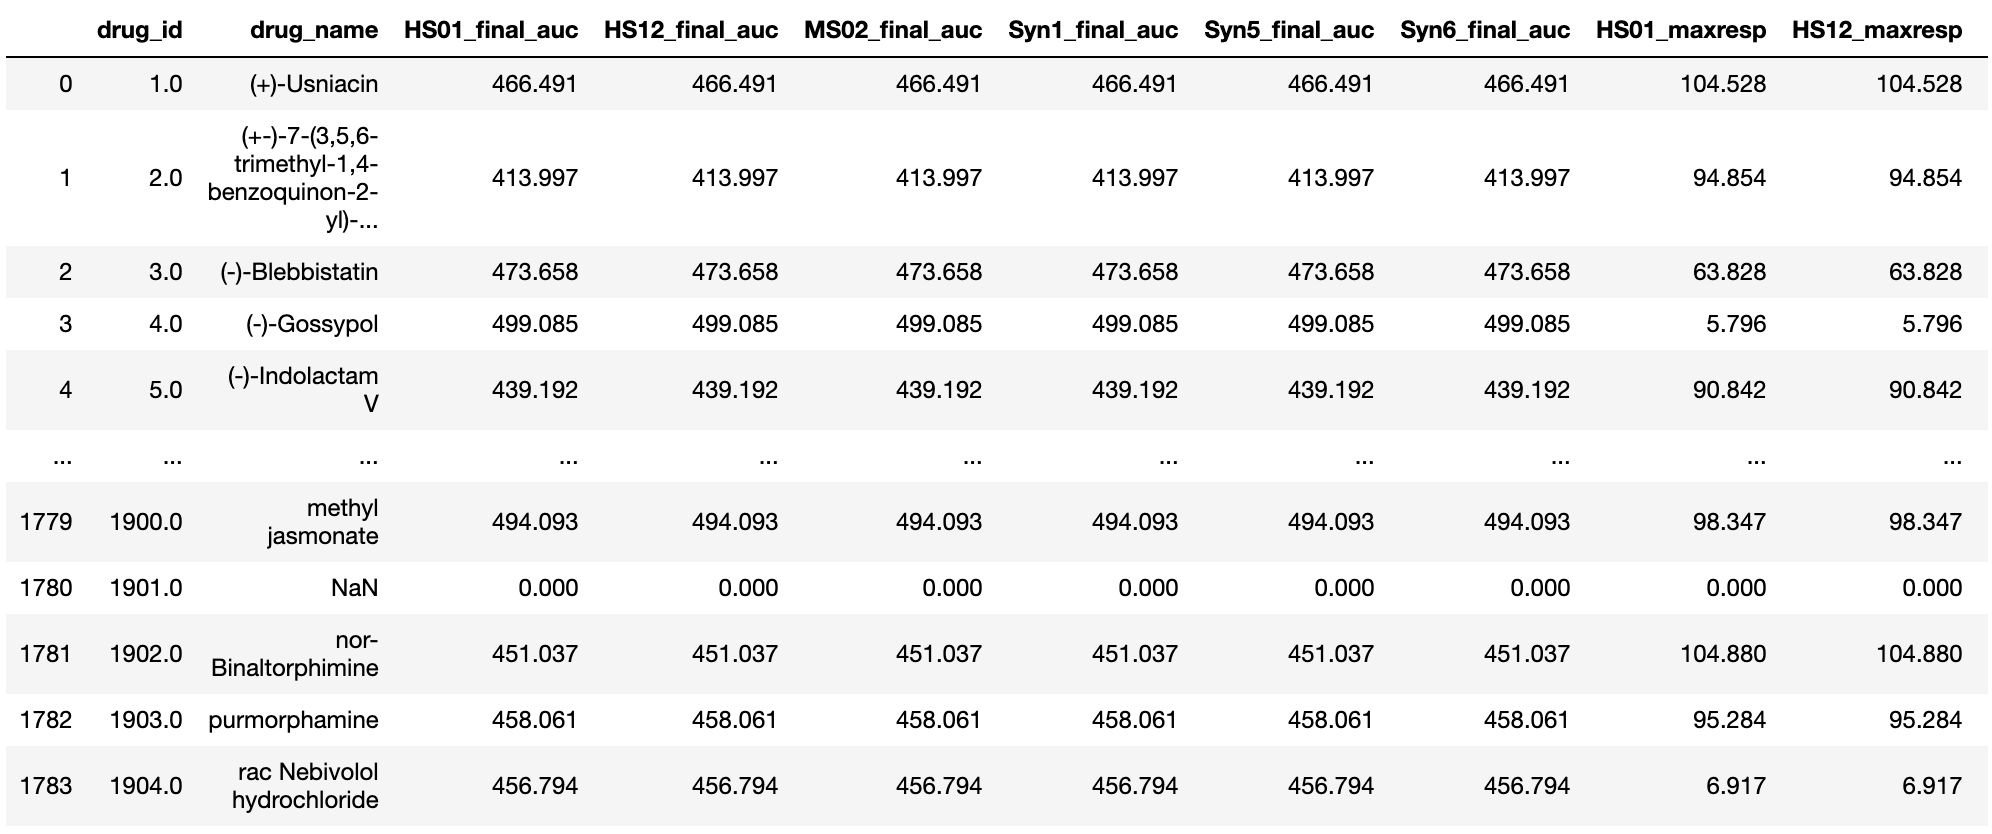 drug_id drug_name HS01_final_auc HS12_final_auc MS02_final_auc Syn1_final_auc Syn5_final_auc Syn6_final_auc HS01_maxresp HS12_maxresp
0 1.0 (+)-Usniacin 466.491 466.491 466.491 466.491 466.491 466.491 104.528 104.528
(+-)-7-(3,5,6-
trimethyl-1,4-
1 2.0 413.997 413.997 413.997 413.997 413.997 413.997 94.854 94.854
benzoquinon-2-
yl)-...
2 3.0 (-)-Blebbistatin 473.658 473.658 473.658 473.658 473.658 473.658 63.828 63.828
3 4.0 (-)-Gossypol 499.085 499.085 499.085 499.085 499.085 499.085 5.796 5.796
(-)-Indolactam
4 5.0 439.192 439.192 439.192 439.192 439.192 439.192 90.842 90.842
V
... ... ... ... ... ... ... ... ... ... ...
methyl
1779 1900.0 494.093 494.093 494.093 494.093 494.093 494.093 98.347 98.347
jasmonate
1780 1901.0 NaN 0.000 0.000 0.000 0.000 0.000 0.000 0.000 0.000
nor-
1781 1902.0 451.037 451.037 451.037 451.037 451.037 451.037 104.880 104.880
Binaltorphimine
1782 1903.0 purmorphamine 458.061 458.061 458.061 458.061 458.061 458.061 95.284 95.284
rac Nebivolol
1783 1904.0 456.794 456.794 456.794 456.794 456.794 456.794 6.917 6.917
hydrochloride